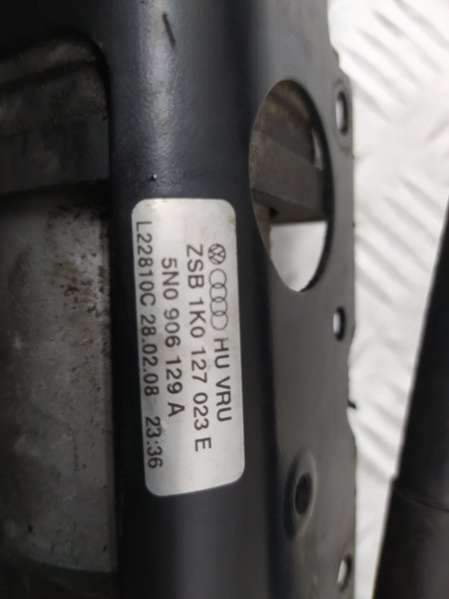 HU VRU
ZSB 1K0 127 023 E
5N0 906 129 A
L22810C 28.02.08 23:36